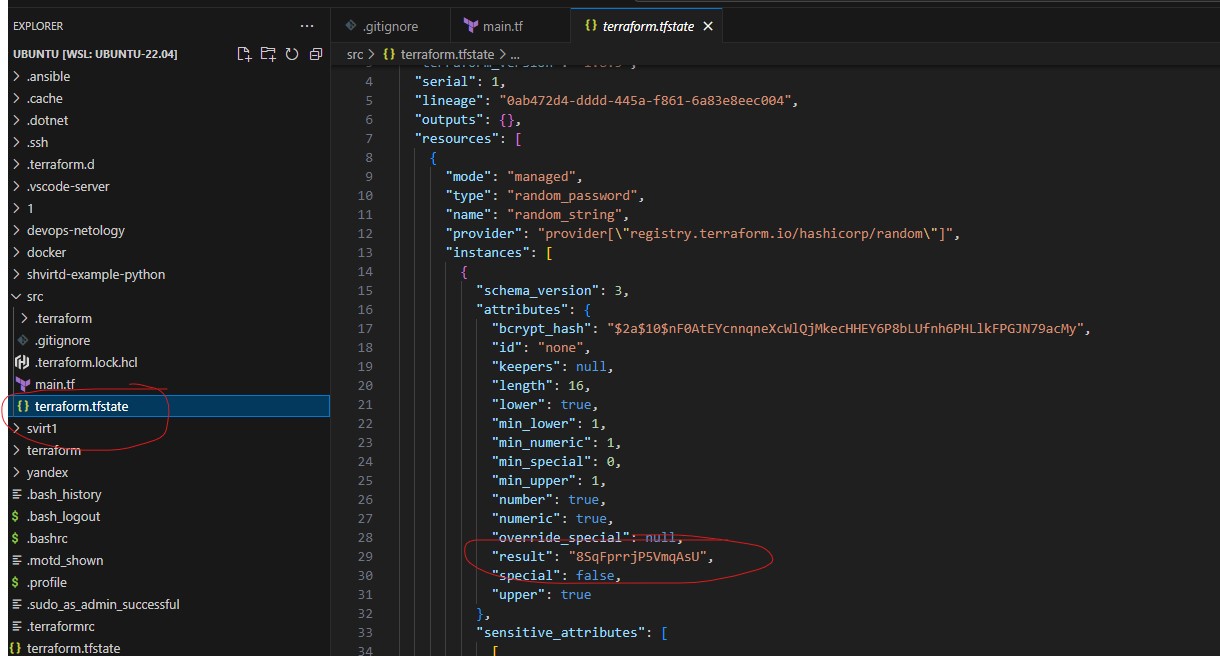 EXPLORER
UBUNTU [WSL: UBUNTU-22.04]
.ansible
.cache
.dotnet
.ssh
.terraform.d
.vscode-server
1
devops-netology
docker
shvirtd-example-python
src
.terraform
.gitignore
.terraform.lock.hcl
main.tf
terraform.tfstate
svirt1
terraform
yandex
.bash_history
.bash_logout
.bashrc
.motd_shown
.profile
.sudo_as_admin_successful
.terraformrc
terraform.tfstate
.gitignore
main.tf
terraform.tfstate
src > {} terraform.tfstate > ...
4 "serial": 1,
5 "lineage": "0ab472d4-dddd-445a-f861-6a83e8eec004",
6 "outputs": {},
7 "resources": [
8 {
9 "mode": "managed",
10 "type": "random_password",
11 "name": "random_string",
12 "provider": "provider[\"registry.terraform.io/hashicorp/random\"]",
13 "instances": [
14 {
15 "schema_version": 3,
16 "attributes": {
17 "bcrypt_hash": "$2a$10$nF0AtEYcnnqneXcWlQjMkecHHEY6P8bLUfnh6PHLlkFPGJN79acMy",
18 "id": "none",
19 "keepers": null,
20 "length": 16,
21 "lower": true,
22 "min_lower": 1,
23 "min_numeric": 1,
24 "min_special": 0,
25 "min_upper": 1,
26 "number": true,
27 "numeric": true,
28 "override_special": null,
29 "result": "8SqFprrjP5VmqAsU",
30 "special": false,
31 "upper": true
32 },
33 "sensitive_attributes": [
34 [